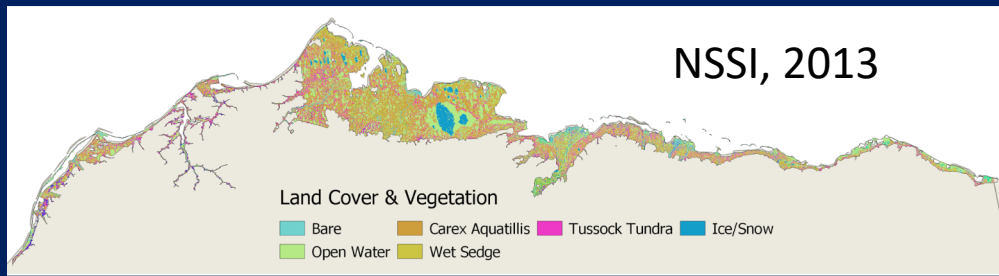 NSSI, 2013
Land Cover & Vegetation
Bare Carex Aquatillis Tussock Tundra Ice/Snow
Open Water Wet Sedge